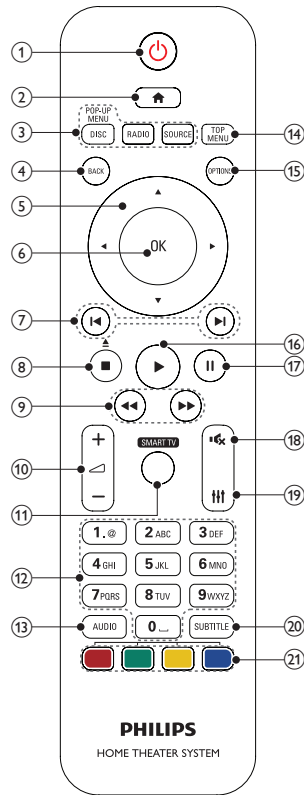 1
2
POP-UP
MENU
3 DISC RADIO SOURCE TOP
MENU 14
4 BACK OPTIONS 15
5
6 OK
7
16
8 17
9
+ SMART TV 18
10
− 19
11
1.@ 2 ABC 3 DEF
12 4 GHI 5 JKL 6 MNO
7 PQRS 8 TUV 9 WXYZ
13 AUDIO 0 SUBTITLE 20
21
PHILIPS
HOME THEATER SYSTEM